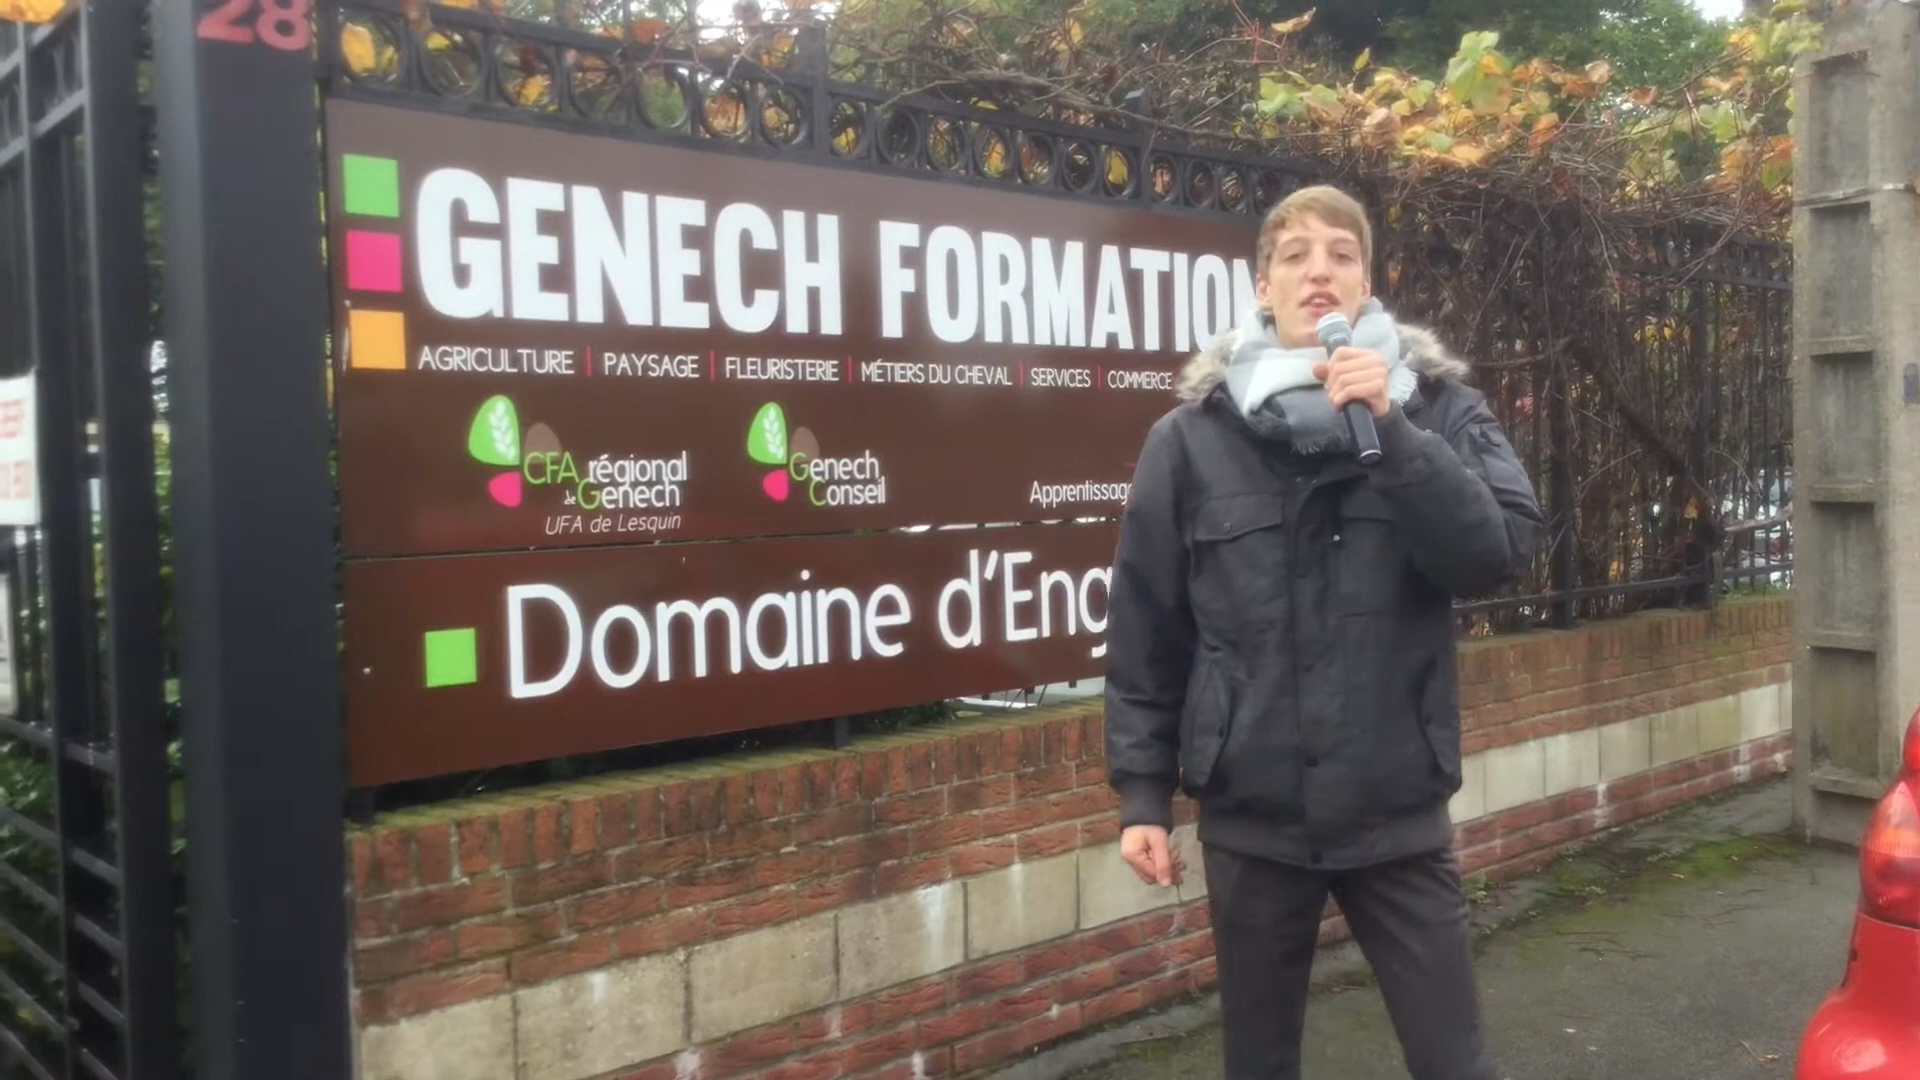 28
GENECH FORMATION
AGRICULTURE | PAYSAGE | FLEURISTERIE | MÉTIERS DU CHEVAL | SERVICES | COMMERCE
CFA régional
de Genech
UFA de Lesquin
Genech
Conseil
Apprentissage
Domaine d'Eng